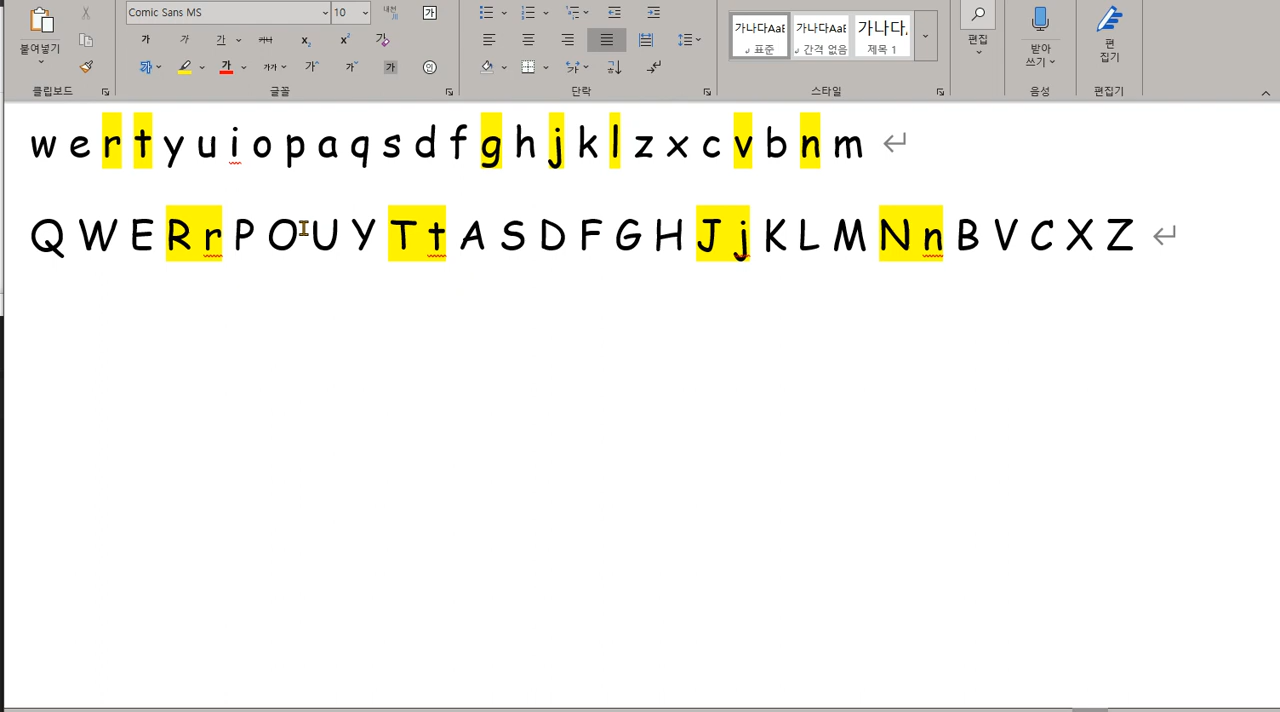 Comic Sans MS
10
내천
川
가
가나다AaB
가나다AaB
가나다,
붙여넣기
가
가
가
가나
x₂
x²
↲ 표준
↲ 간격 없음
제목 1
편집
받아
쓰기
편
집기
가
가가
가
가
가
클립보드
글꼴
단락
스타일
음성
편집기
w e r t y u i o p a q s d f g h j k l z x c v b n m
Q W E R r P O U Y T t A S D F G H J j K L M N n B V C X Z